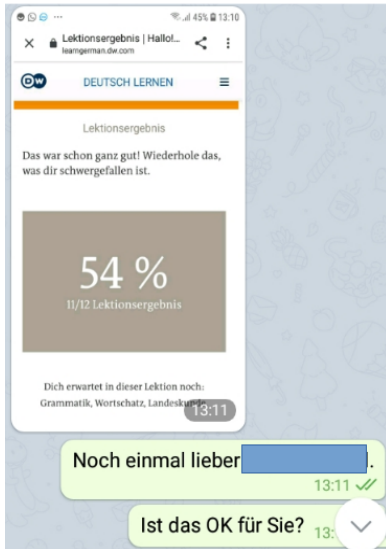 45% 13:10
Lektionsergebnis | Hallo!...
learngerman.dw.com
DW DEUTSCH LERNEN
Lektionsergebnis
Das war schon ganz gut! Wiederhole das,
was dir schwergefallen ist.
54 %
11/12 Lektionsergebnis
Dich erwartet in dieser Lektion noch:
Grammatik, Wortschatz, Landeskunde
13:11
Noch einmal lieber
13:11
Ist das OK für Sie? 13: